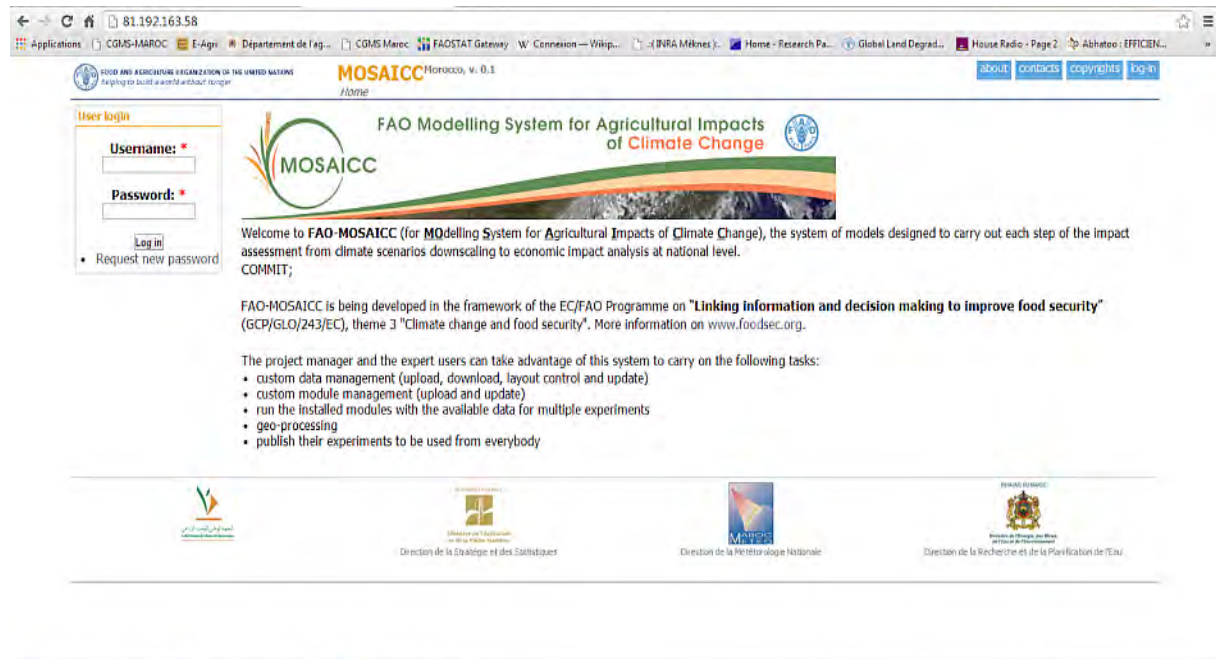 81.192.163.58
Applications CGMS-MAROC E-Agri Département de l'ag... CGMS Maroc FAOSTAT Gateway Connexion — Wikip... :.:(INRA Méknes ):. Home - Research Pa... Global Land Degrad... House Radio - Page 2 Abhatoo : EFFICIEN... »
FOOD AND AGRICULTURE ORGANIZATION OF THE UNITED NATIONS
helping to build a world without hunger
MOSAICC Morocco, v. 0.1
Home
about contacts copyrights log-in
User login
Username: *
Password: *
Log in
• Request new password
FAO Modelling System for Agricultural Impacts
of Climate Change
MOSAICC
Welcome to FAO-MOSAICC (for MOdelling System for Agricultural Impacts of Climate Change), the system of models designed to carry out each step of the impact
assessment from climate scenarios downscaling to economic impact analysis at national level.
COMMIT;
FAO-MOSAICC is being developed in the framework of the EC/FAO Programme on "Linking information and decision making to improve food security"
(GCP/GLO/243/EC), theme 3 "Climate change and food security". More information on www.foodsec.org.
The project manager and the expert users can take advantage of this system to carry on the following tasks:
• custom data management (upload, download, layout control and update)
• custom module management (upload and update)
• run the installed modules with the available data for multiple experiments
• geo-processing
• publish their experiments to be used from everybody
MAROC
METEO
ROYAUME DU MAROC
Direction de la Stratégie et des Statistiques
Direction de la Météorologie Nationale
Direction de la Recherche et de la Planification de l'Eau